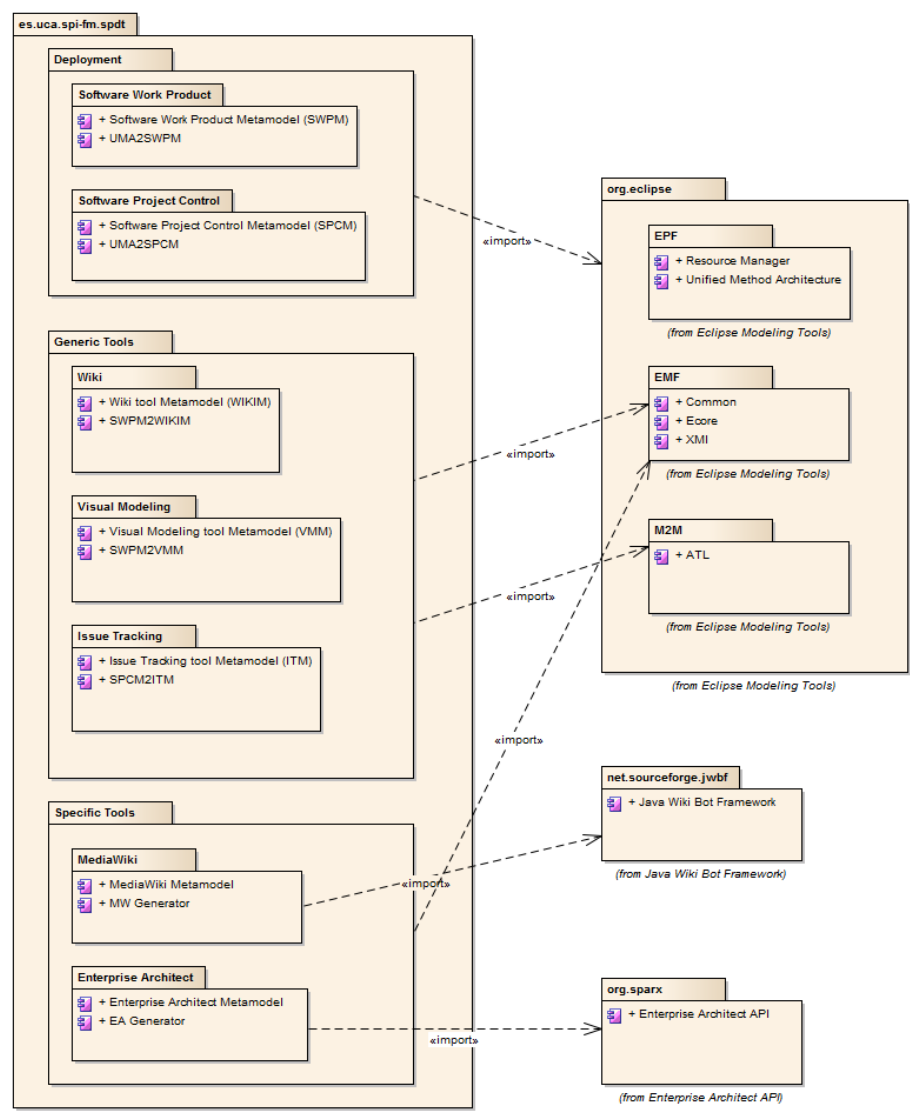 es.uca.spi-fm.spdt
Deployment
Software Work Product
+ Software Work Product Metamodel (SWPM)
+ UMA2SWPM
Software Project Control
+ Software Project Control Metamodel (SPCM)
+ UMA2SPCM
Generic Tools
Wiki
+ Wiki tool Metamodel (WIKIM)
+ SWPM2WIKIM
Visual Modeling
+ Visual Modeling tool Metamodel (VMM)
+ SWPM2VMM
Issue Tracking
+ Issue Tracking tool Metamodel (ITM)
+ SPCM2ITM
Specific Tools
MediaWiki
+ MediaWiki Metamodel
+ MW Generator
Enterprise Architect
+ Enterprise Architect Metamodel
+ EA Generator
«import»
«import»
«import»
«import»
«import»
«import»
org.eclipse
EPF
+ Resource Manager
+ Unified Method Architecture
(from Eclipse Modeling Tools)
EMF
+ Common
+ Ecore
+ XMI
(from Eclipse Modeling Tools)
M2M
+ ATL
(from Eclipse Modeling Tools)
(from Eclipse Modeling Tools)
net.sourceforge.jwbf
+ Java Wiki Bot Framework
(from Java Wiki Bot Framework)
org.sparx
+ Enterprise Architect API
(from Enterprise Architect API)